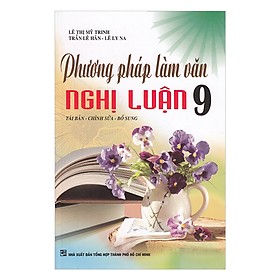 LÊ THỊ MỸ TRINH
TRẦN LÊ HÂN - LÊ LY NA
Phương pháp làm văn
NGHỊ LUẬN 9
TÁI BẢN - CHỈNH SỬA - BỔ SUNG
NHÀ XUẤT BẢN TỔNG HỢP THÀNH PHỐ HỒ CHÍ MINH